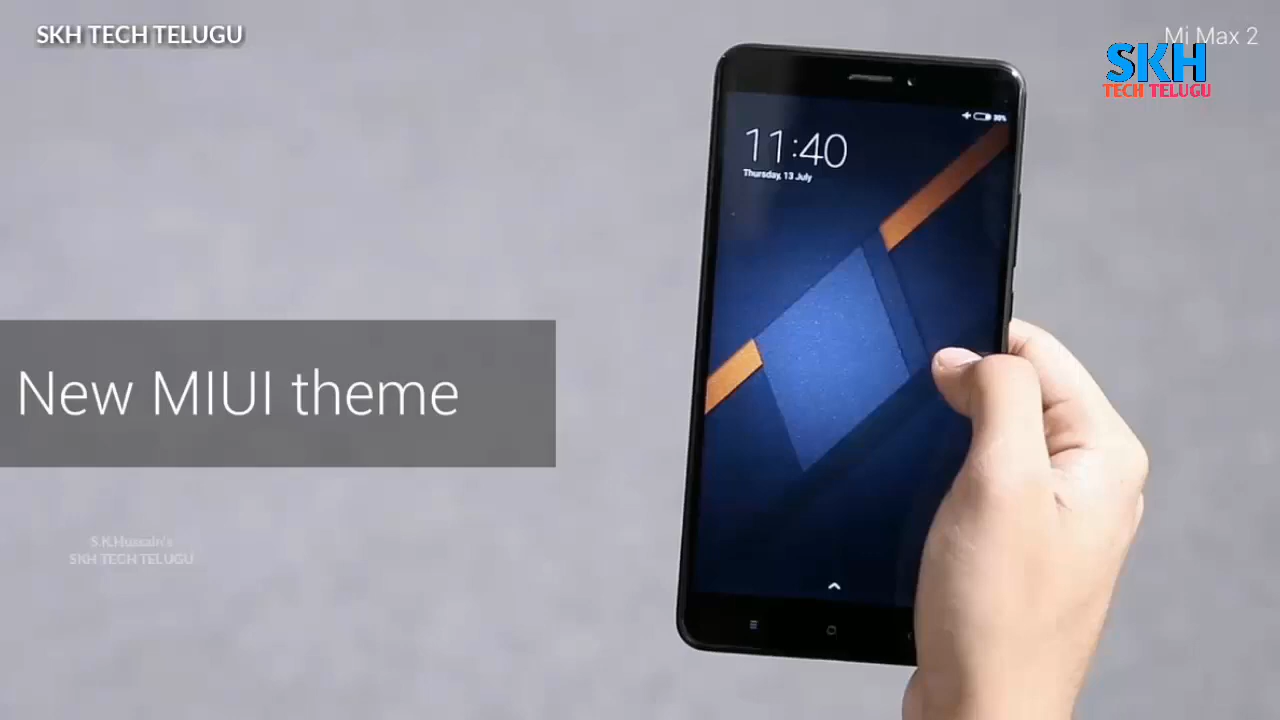 SKH TECH TELUGU
Mi Max 2
SKH
TECH TELUGU
30%
11:40
Thursday, 13 July
New MIUI theme
S.K.Hussain's
SKH TECH TELUGU